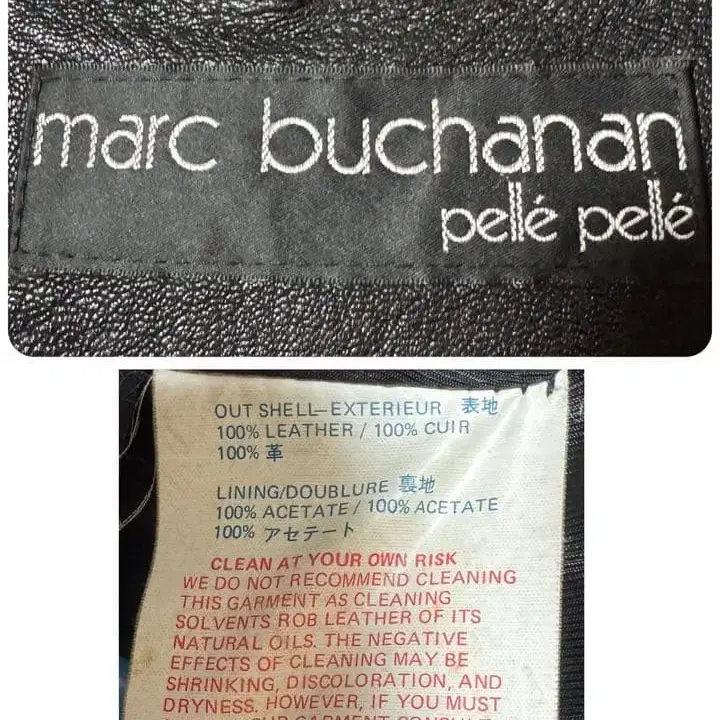 marc buchanan
pellé pellé
OUT SHELL–EXTERIEUR 表地
100% LEATHER / 100% CUIR
100% 革
LINING/DOUBLURE 裏地
100% ACETATE / 100% ACETATE
100% アセテート
CLEAN AT YOUR OWN RISK
WE DO NOT RECOMMEND CLEANING
THIS GARMENT AS CLEANING
SOLVENTS ROB LEATHER OF ITS
NATURAL OILS. THE NEGATIVE
EFFECTS OF CLEANING MAY BE
SHRINKING, DISCOLORATION, AND
DRYNESS. HOWEVER, IF YOU MUST
GARMENT